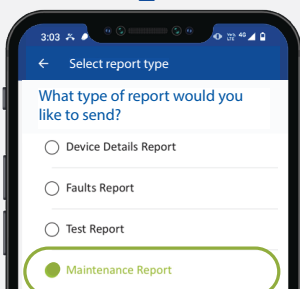 3:03 4G
Select report type
What type of report would you
like to send?
Device Details Report
Faults Report
Test Report
Maintenance Report